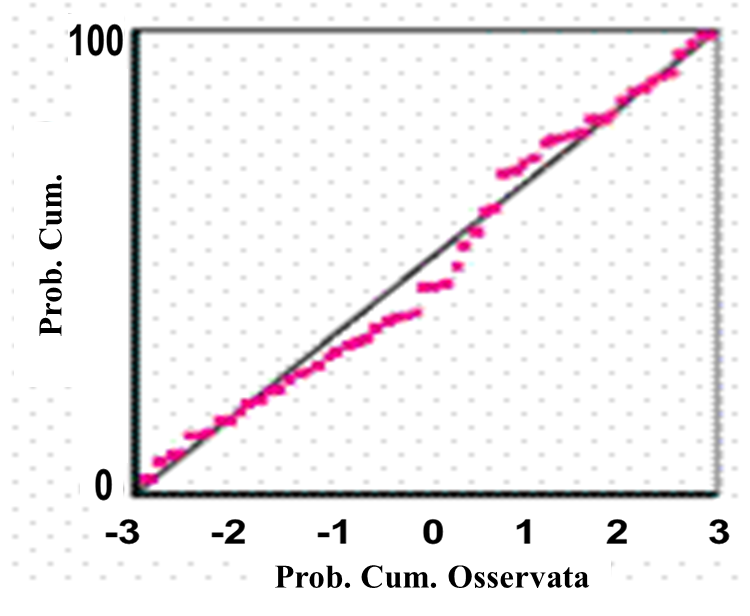 100
Prob. Cum.
0
-3 -2 -1 0 1 2 3
Prob. Cum. Osservata